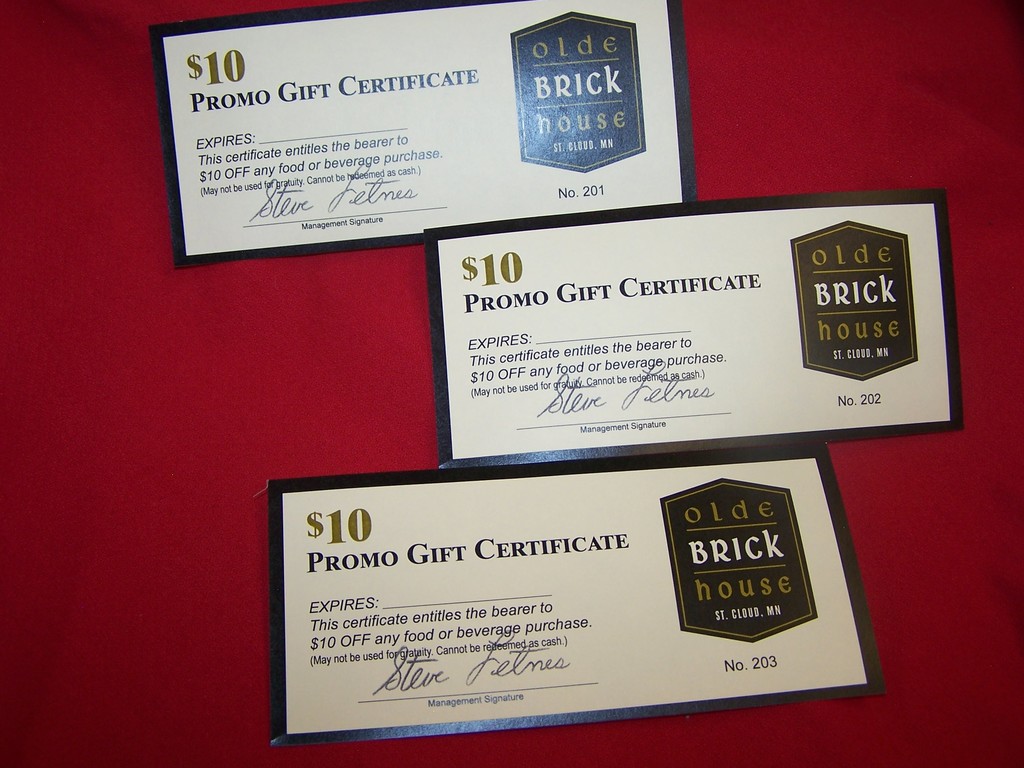 $10
PROMO GIFT CERTIFICATE
EXPIRES:
This certificate entitles the bearer to
$10 OFF any food or beverage purchase.
(May not be used for gratuity. Cannot be redeemed as cash.)
Steve
Management Signature
olde
BRICK
house
ST. CLOUD, MN
No. 201
$10
PROMO GIFT CERTIFICATE
EXPIRES:
This certificate entitles the bearer to
$10 OFF any food or beverage purchase.
(May not be used for gratuity. Cannot be redeemed as cash.)
Steve
Management Signature
olde
BRICK
house
ST. CLOUD, MN
No. 202
$10
PROMO GIFT CERTIFICATE
EXPIRES:
This certificate entitles the bearer to
$10 OFF any food or beverage purchase.
(May not be used for gratuity. Cannot be redeemed as cash.)
Steve
Management Signature
olde
BRICK
house
ST. CLOUD, MN
No. 203